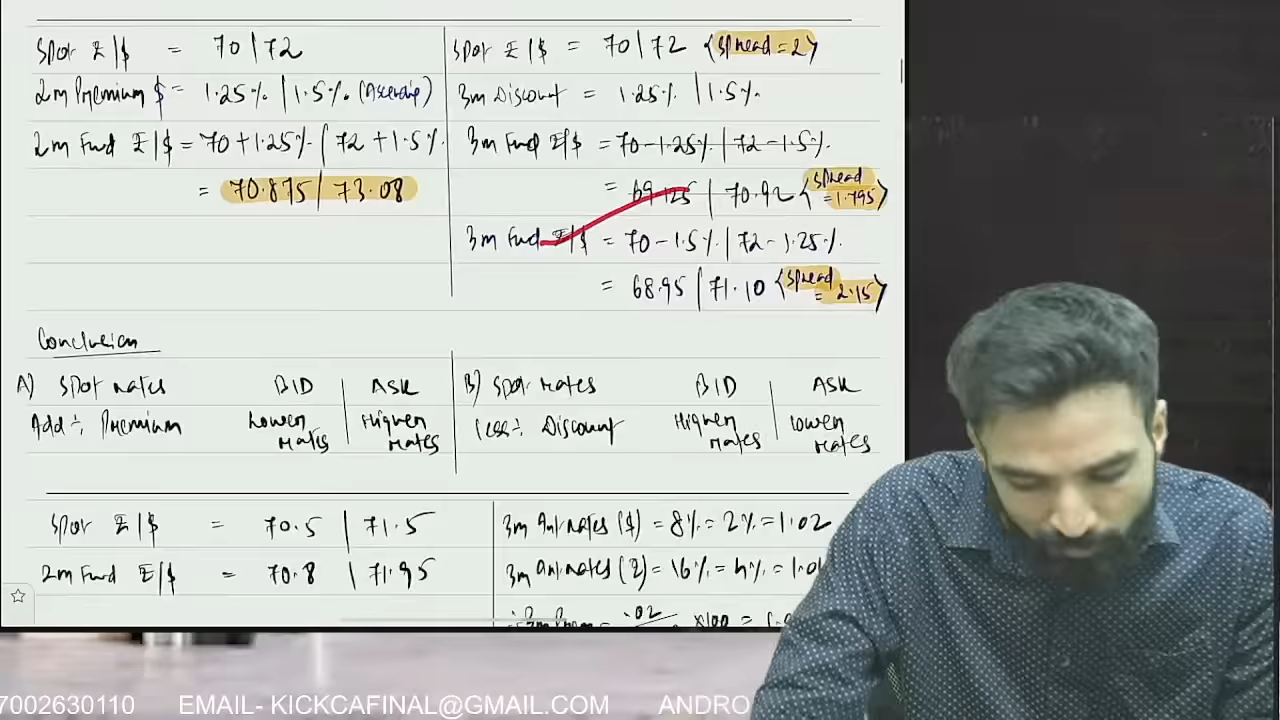 Spot ₹|$ = 70|72
2m Premium $ = 1.25% | 1.5% (Ascending)
2m Fwd ₹|$ = 70+1.25% | 72+1.5%
= 70.875 | 73.08
Spot ₹|$ = 70|72 {Spread = 2}
3m Discount = 1.25% | 1.5%
3m Fwd ₹|$ = 70-1.25% | 72-1.5%
= 69.125 | 70.92 {Spread = 1.795}
3m Fwd ₹|$ = 70-1.5% | 72-1.25%
= 68.95 | 71.10 {Spread = 2.15}
Conclusion
A) Spot rates BID | ASK
Add÷ Premium Lower rates | Higher rates
B) Spot rates BID | ASK
Less÷ Discount Higher rates | Lower rates
Spot ₹|$ = 70.5 | 71.5
2m Fwd ₹|$ = 70.8 | 71.95
3m Int rates ($) = 8% = 2% = 1.02
3m Int rates (₹) = 16% = 4% = 1.0
3m Prem = .02 x100 =
7002630110 EMAIL- KICKCAFINAL@GMAIL.COM ANDRO